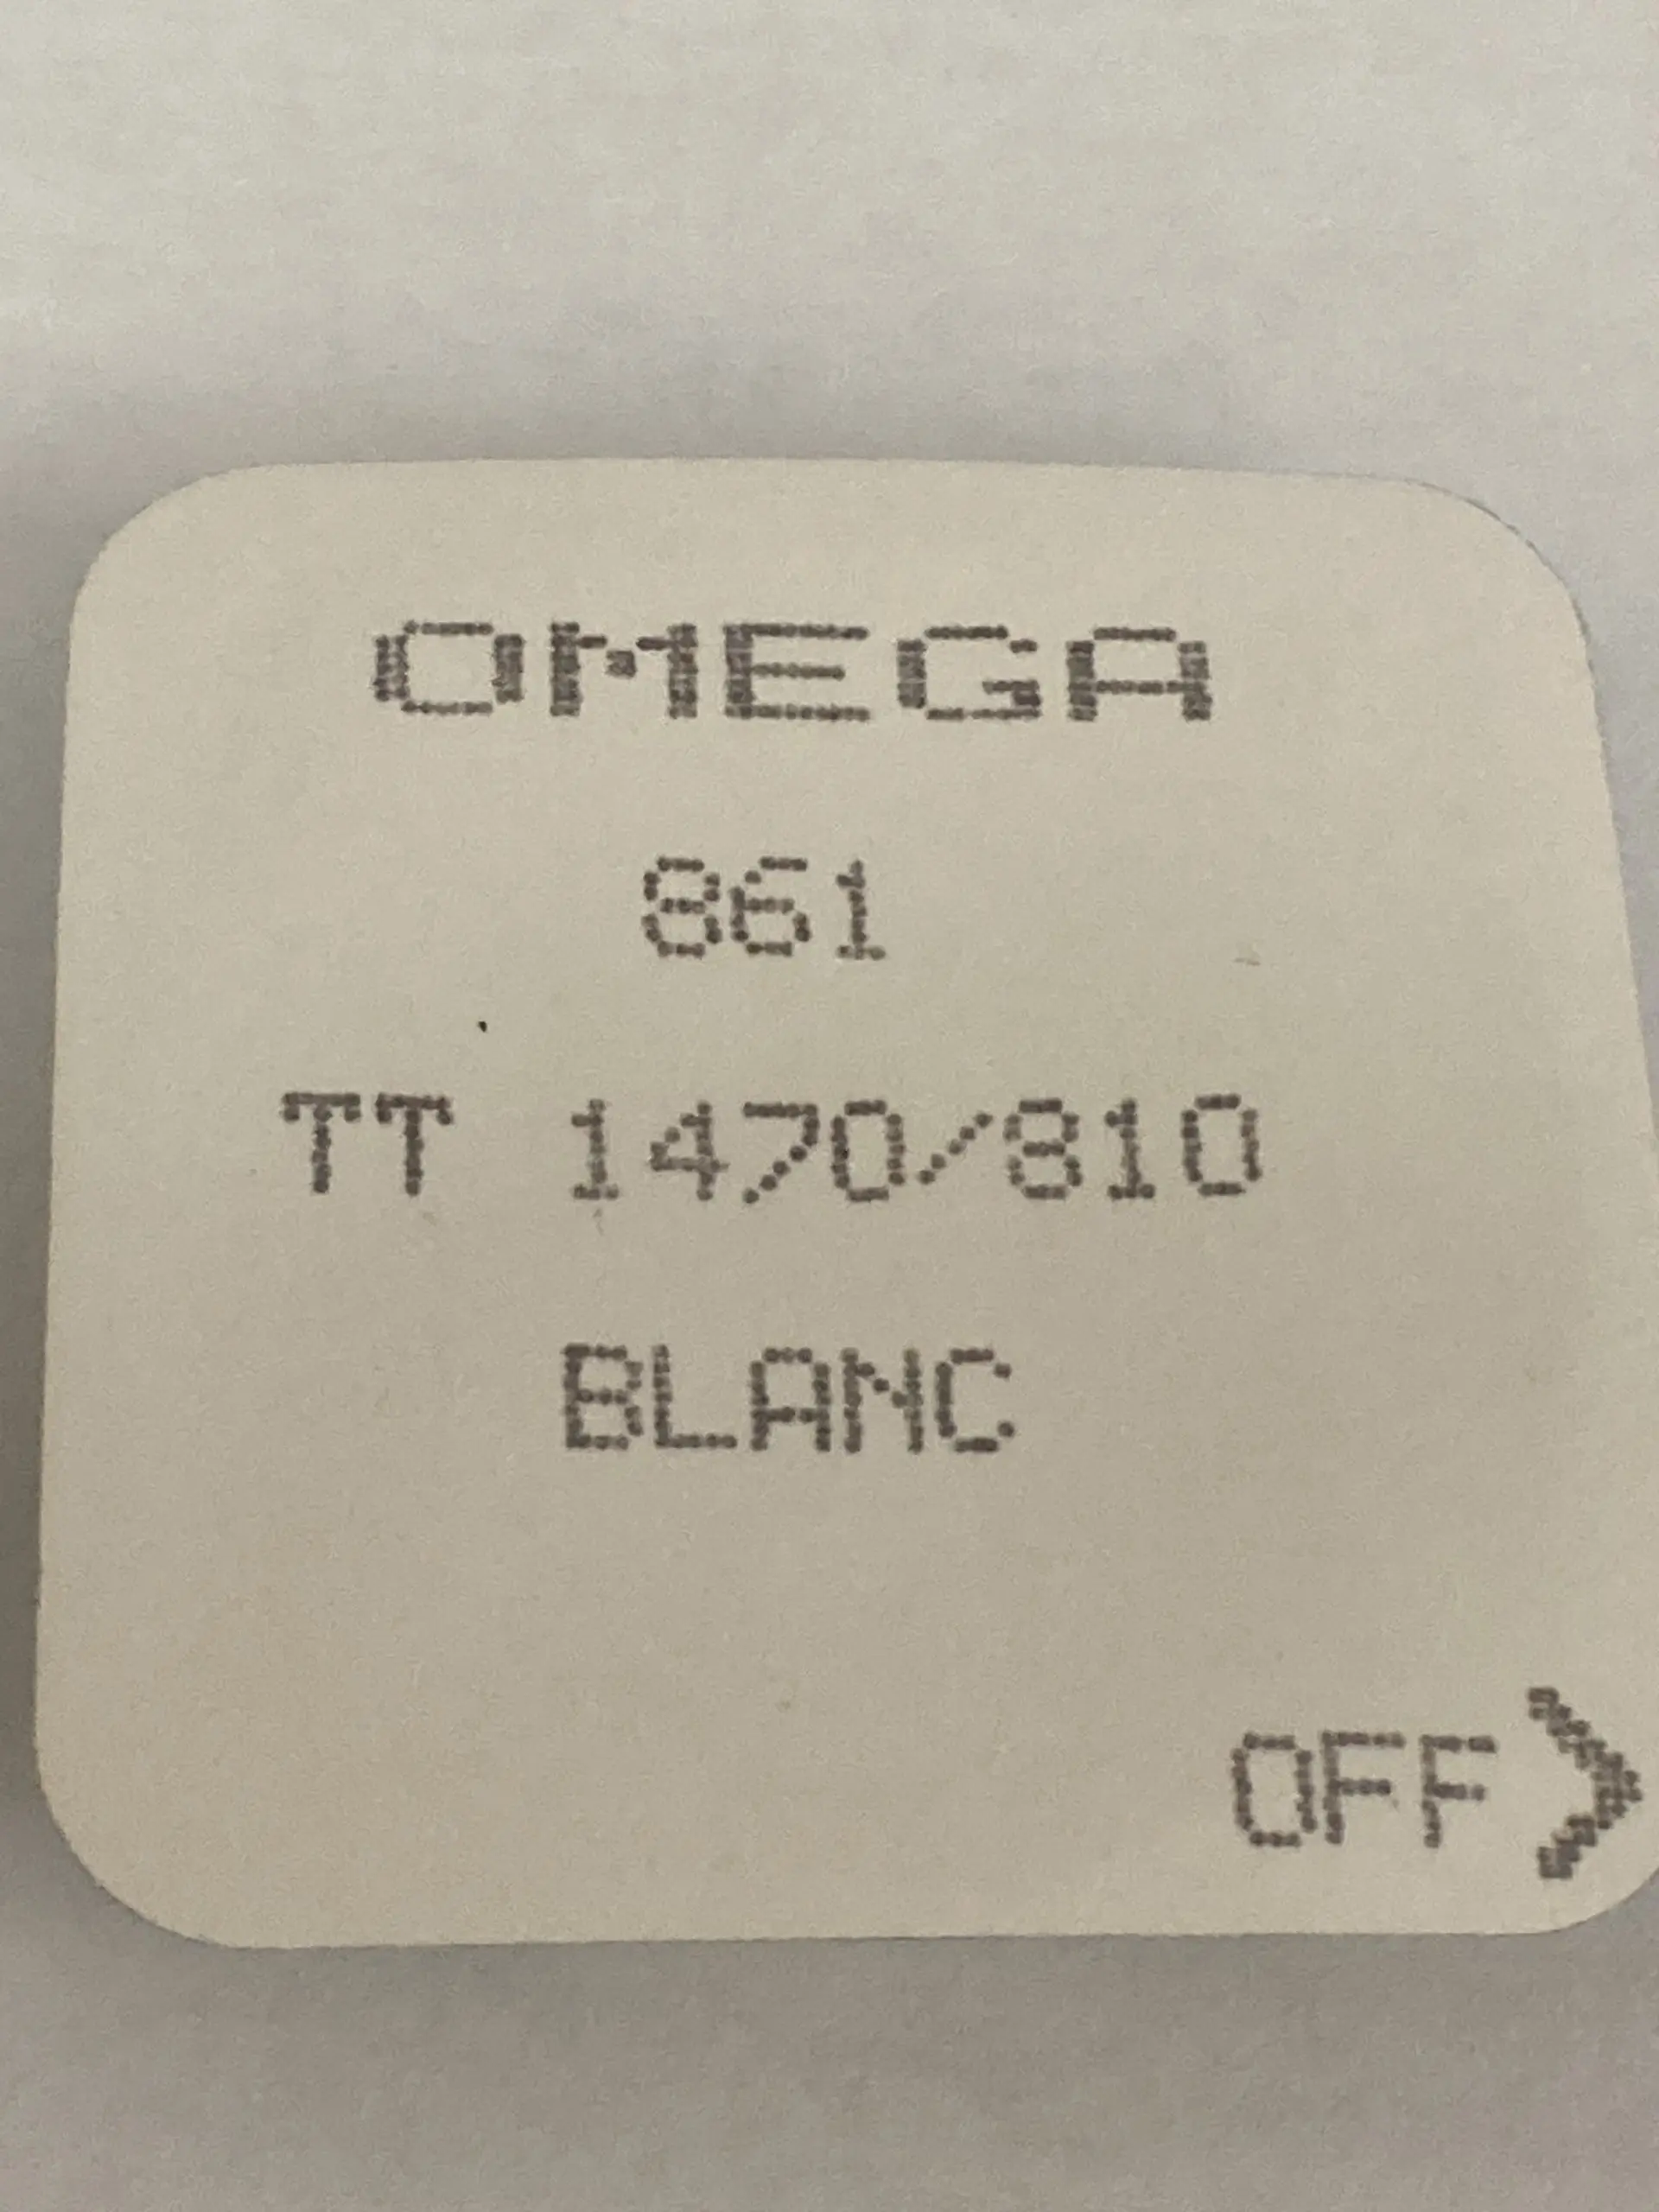 OMEGA
861
TT 1470/810
BLANC
OFF >